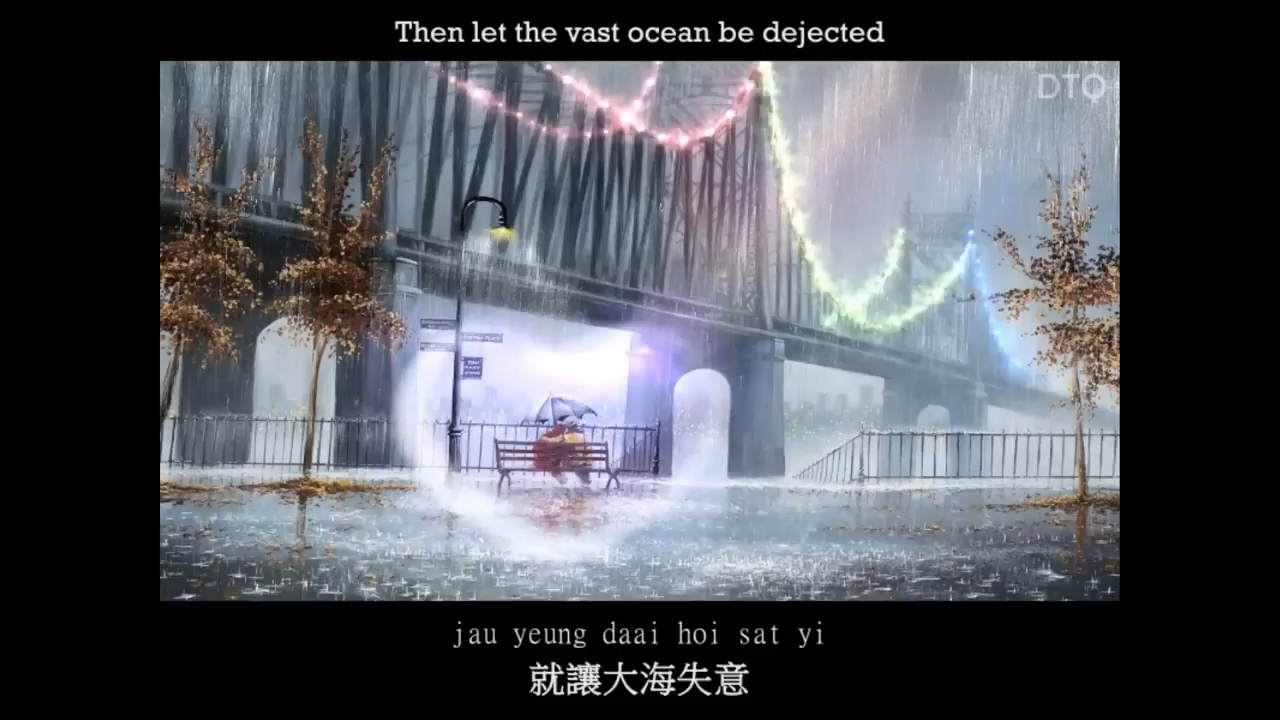 Then let the vast ocean be dejected
DTQ
jau yeung daai hoi sat yi
就讓大海失意